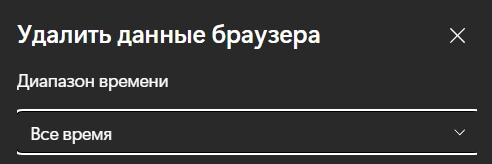 Удалить данные браузера
Диапазон времени
Все время